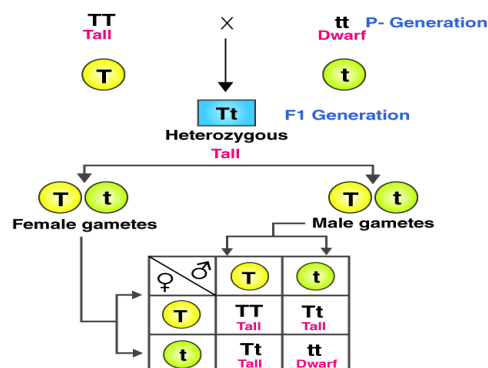 TT × tt P- Generation
Tall Dwarf
T t
Tt F1 Generation
Heterozygous
Tall
T t T t
Female gametes Male gametes
♀ ♂ T t
T TT Tt
Tall Tall
t Tt tt
Tall Dwarf